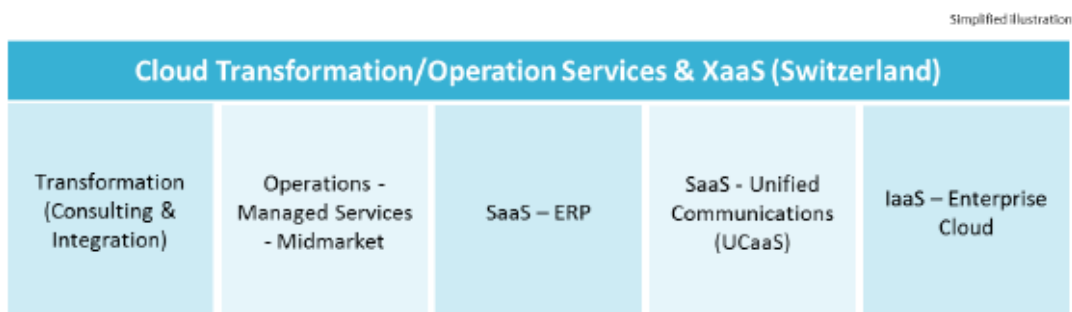 Simplified illustration
Cloud Transformation/Operation Services & XaaS (Switzerland)
Transformation
(Consulting &
Integration)
Operations -
Managed Services
- Midmarket
SaaS – ERP
SaaS - Unified
Communications
(UCaaS)
IaaS – Enterprise
Cloud